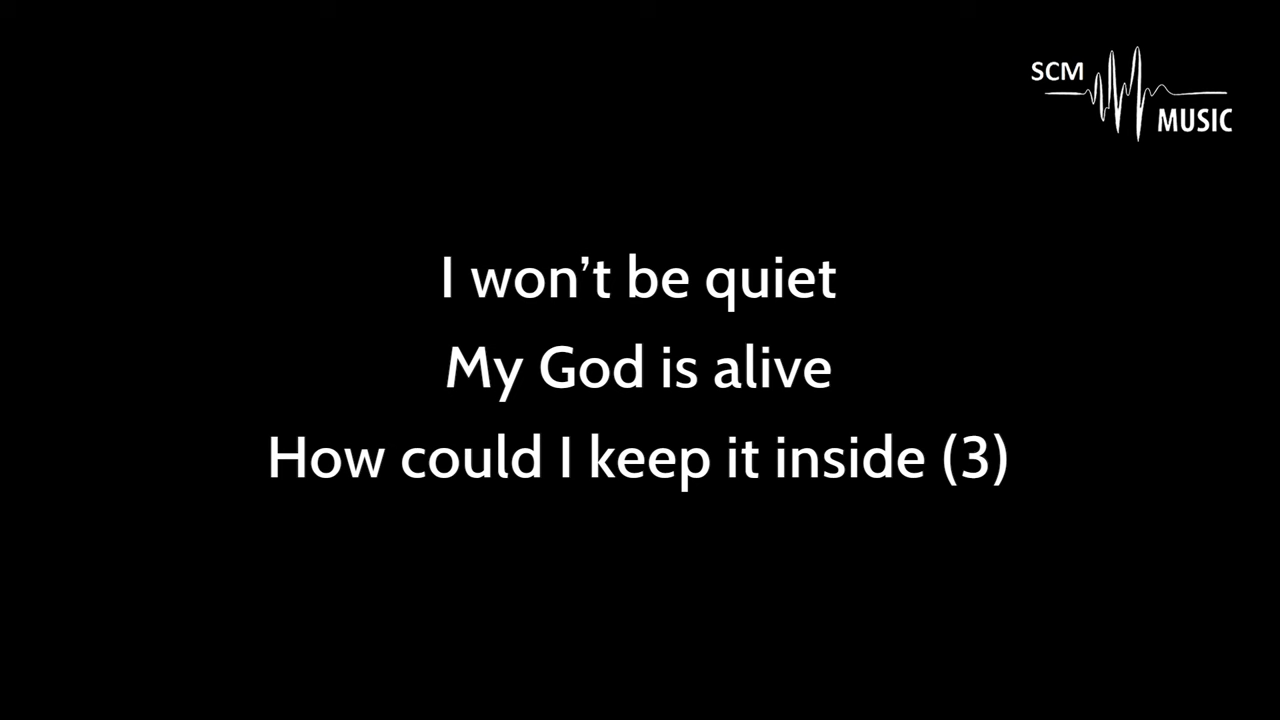 SCM
MUSIC
I won’t be quiet
My God is alive
How could I keep it inside (3)